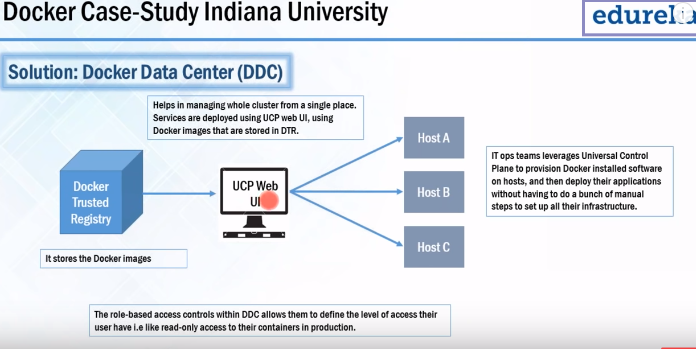 Docker Case-Study Indiana University
Solution: Docker Data Center (DDC)
Helps in managing whole cluster from a single place.
Services are deployed using UCP web UI, using
Docker images that are stored in DTR.
Docker
Trusted
Registry
It stores the Docker images
UCP Web
UI
Host A
Host B
Host C
IT ops teams leverages Universal Control
Plane to provision Docker installed software
on hosts, and then deploy their applications
without having to do a bunch of manual
steps to set up all their infrastructure.
The role-based access controls within DDC allows them to define the level of access their
user have i.e like read-only access to their containers in production.